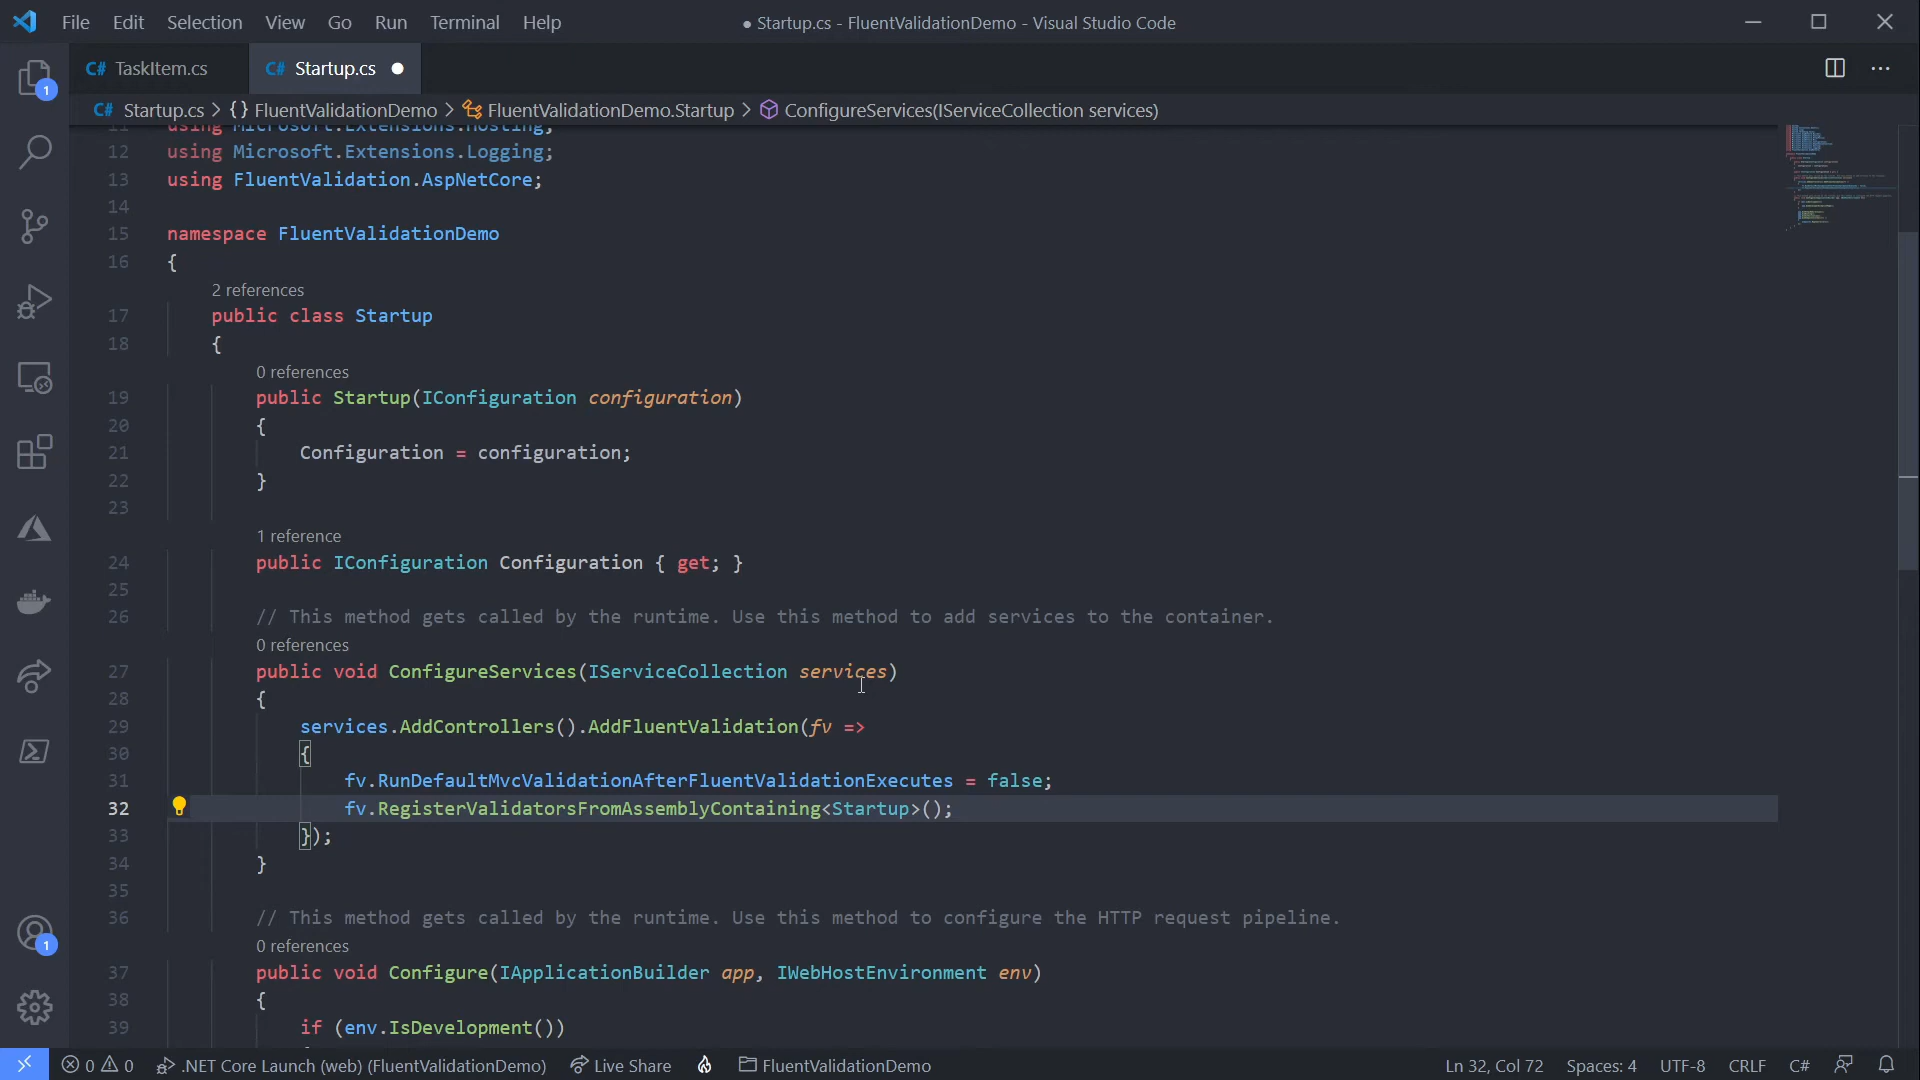 File Edit Selection View Go Run Terminal Help
● Startup.cs - FluentValidationDemo - Visual Studio Code
C# TaskItem.cs
C# Startup.cs ●
C# Startup.cs > {} FluentValidationDemo > FluentValidationDemo.Startup > ConfigureServices(IServiceCollection services)
11 using Microsoft.Extensions.Hosting;
12 using Microsoft.Extensions.Logging;
13 using FluentValidation.AspNetCore;
14
15 namespace FluentValidationDemo
16 {
2 references
17 public class Startup
18 {
0 references
19 public Startup(IConfiguration configuration)
20 {
21 Configuration = configuration;
22 }
23
1 reference
24 public IConfiguration Configuration { get; }
25
26 // This method gets called by the runtime. Use this method to add services to the container.
0 references
27 public void ConfigureServices(IServiceCollection services)
28 {
29 services.AddControllers().AddFluentValidation(fv =>
30 {
31 fv.RunDefaultMvcValidationAfterFluentValidationExecutes = false;
32 fv.RegisterValidatorsFromAssemblyContaining<Startup>();
33 });
34 }
35
36 // This method gets called by the runtime. Use this method to configure the HTTP request pipeline.
0 references
37 public void Configure(IApplicationBuilder app, IWebHostEnvironment env)
38 {
39 if (env.IsDevelopment())
1
1
0 0 .NET Core Launch (web) (FluentValidationDemo) Live Share FluentValidationDemo Ln 32, Col 72 Spaces: 4 UTF-8 CRLF C#